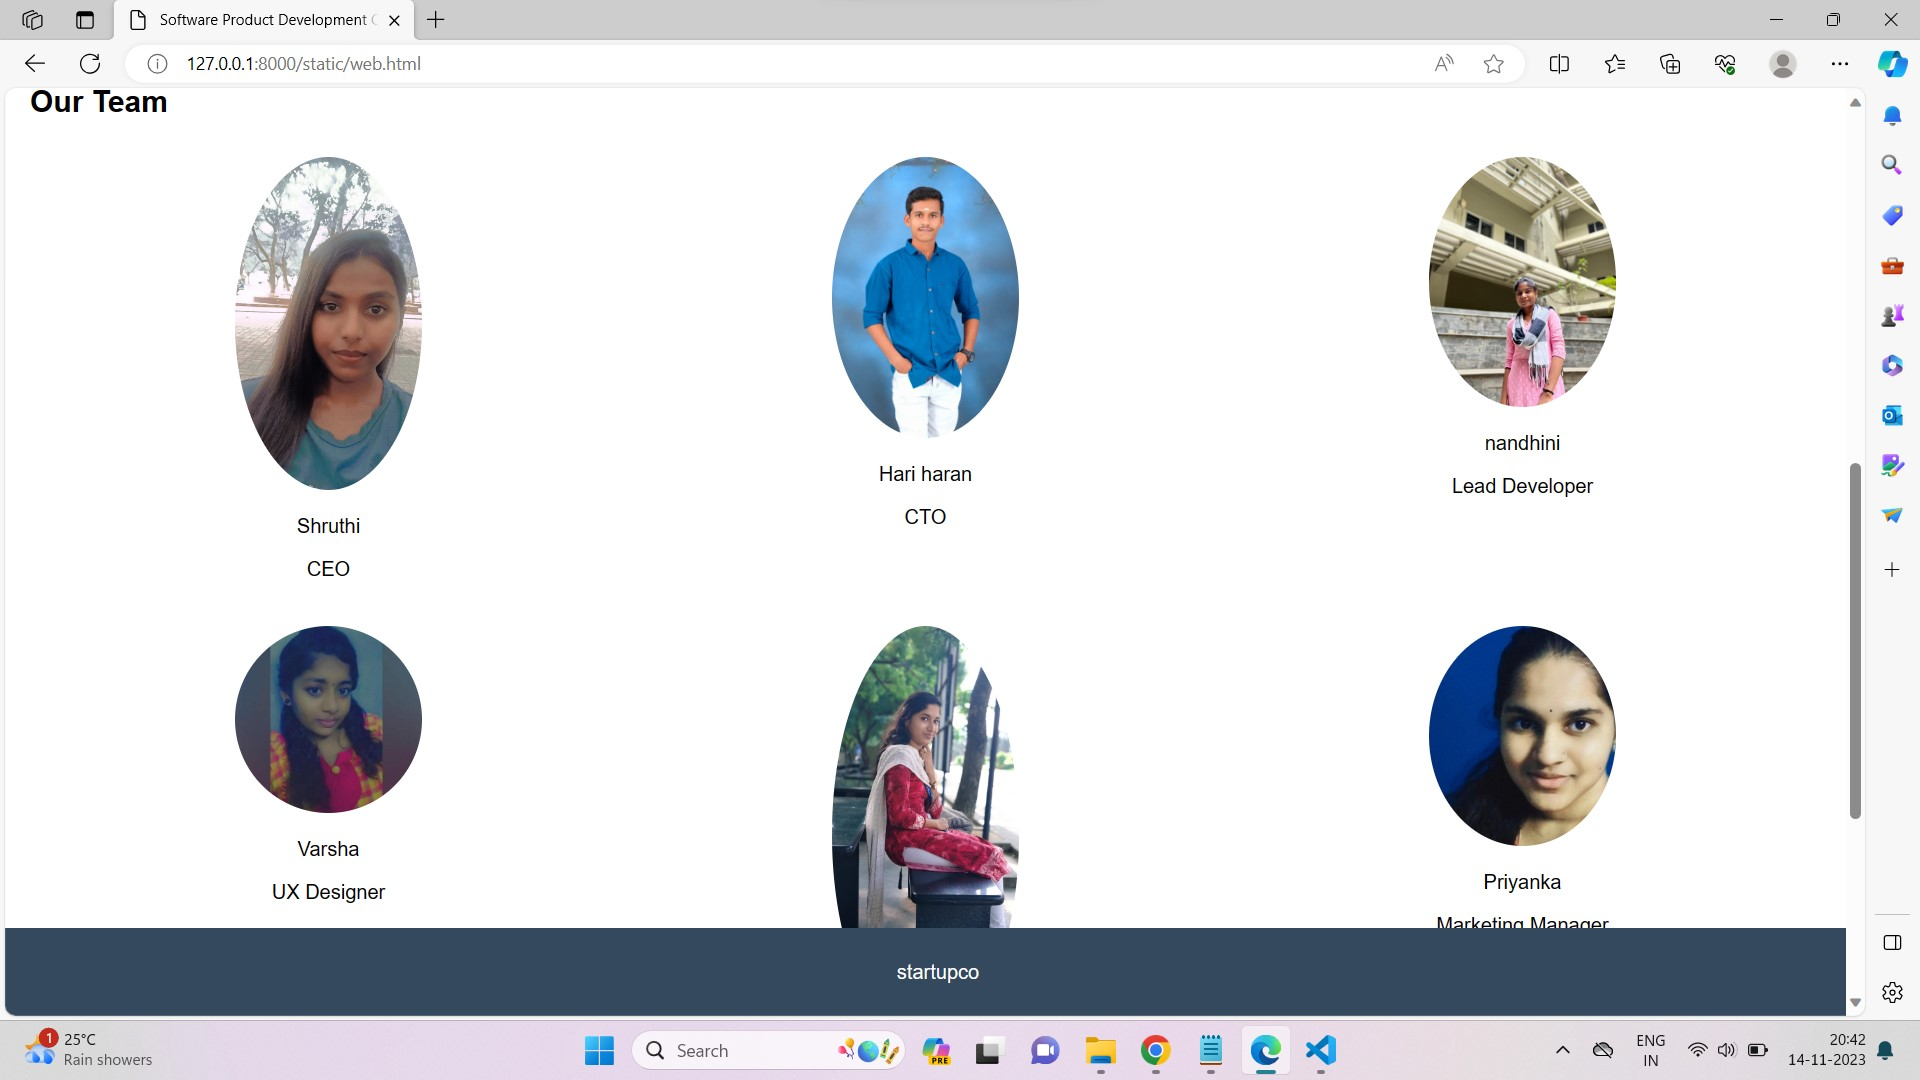 Software Product Development
127.0.0.1:8000/static/web.html
Our Team
Shruthi
CEO
Hari haran
CTO
nandhini
Lead Developer
Varsha
UX Designer
Priyanka
Marketing Manager
startupco
1
25°C
Rain showers
Search
PRE
ENG
IN
20:42
14-11-2023